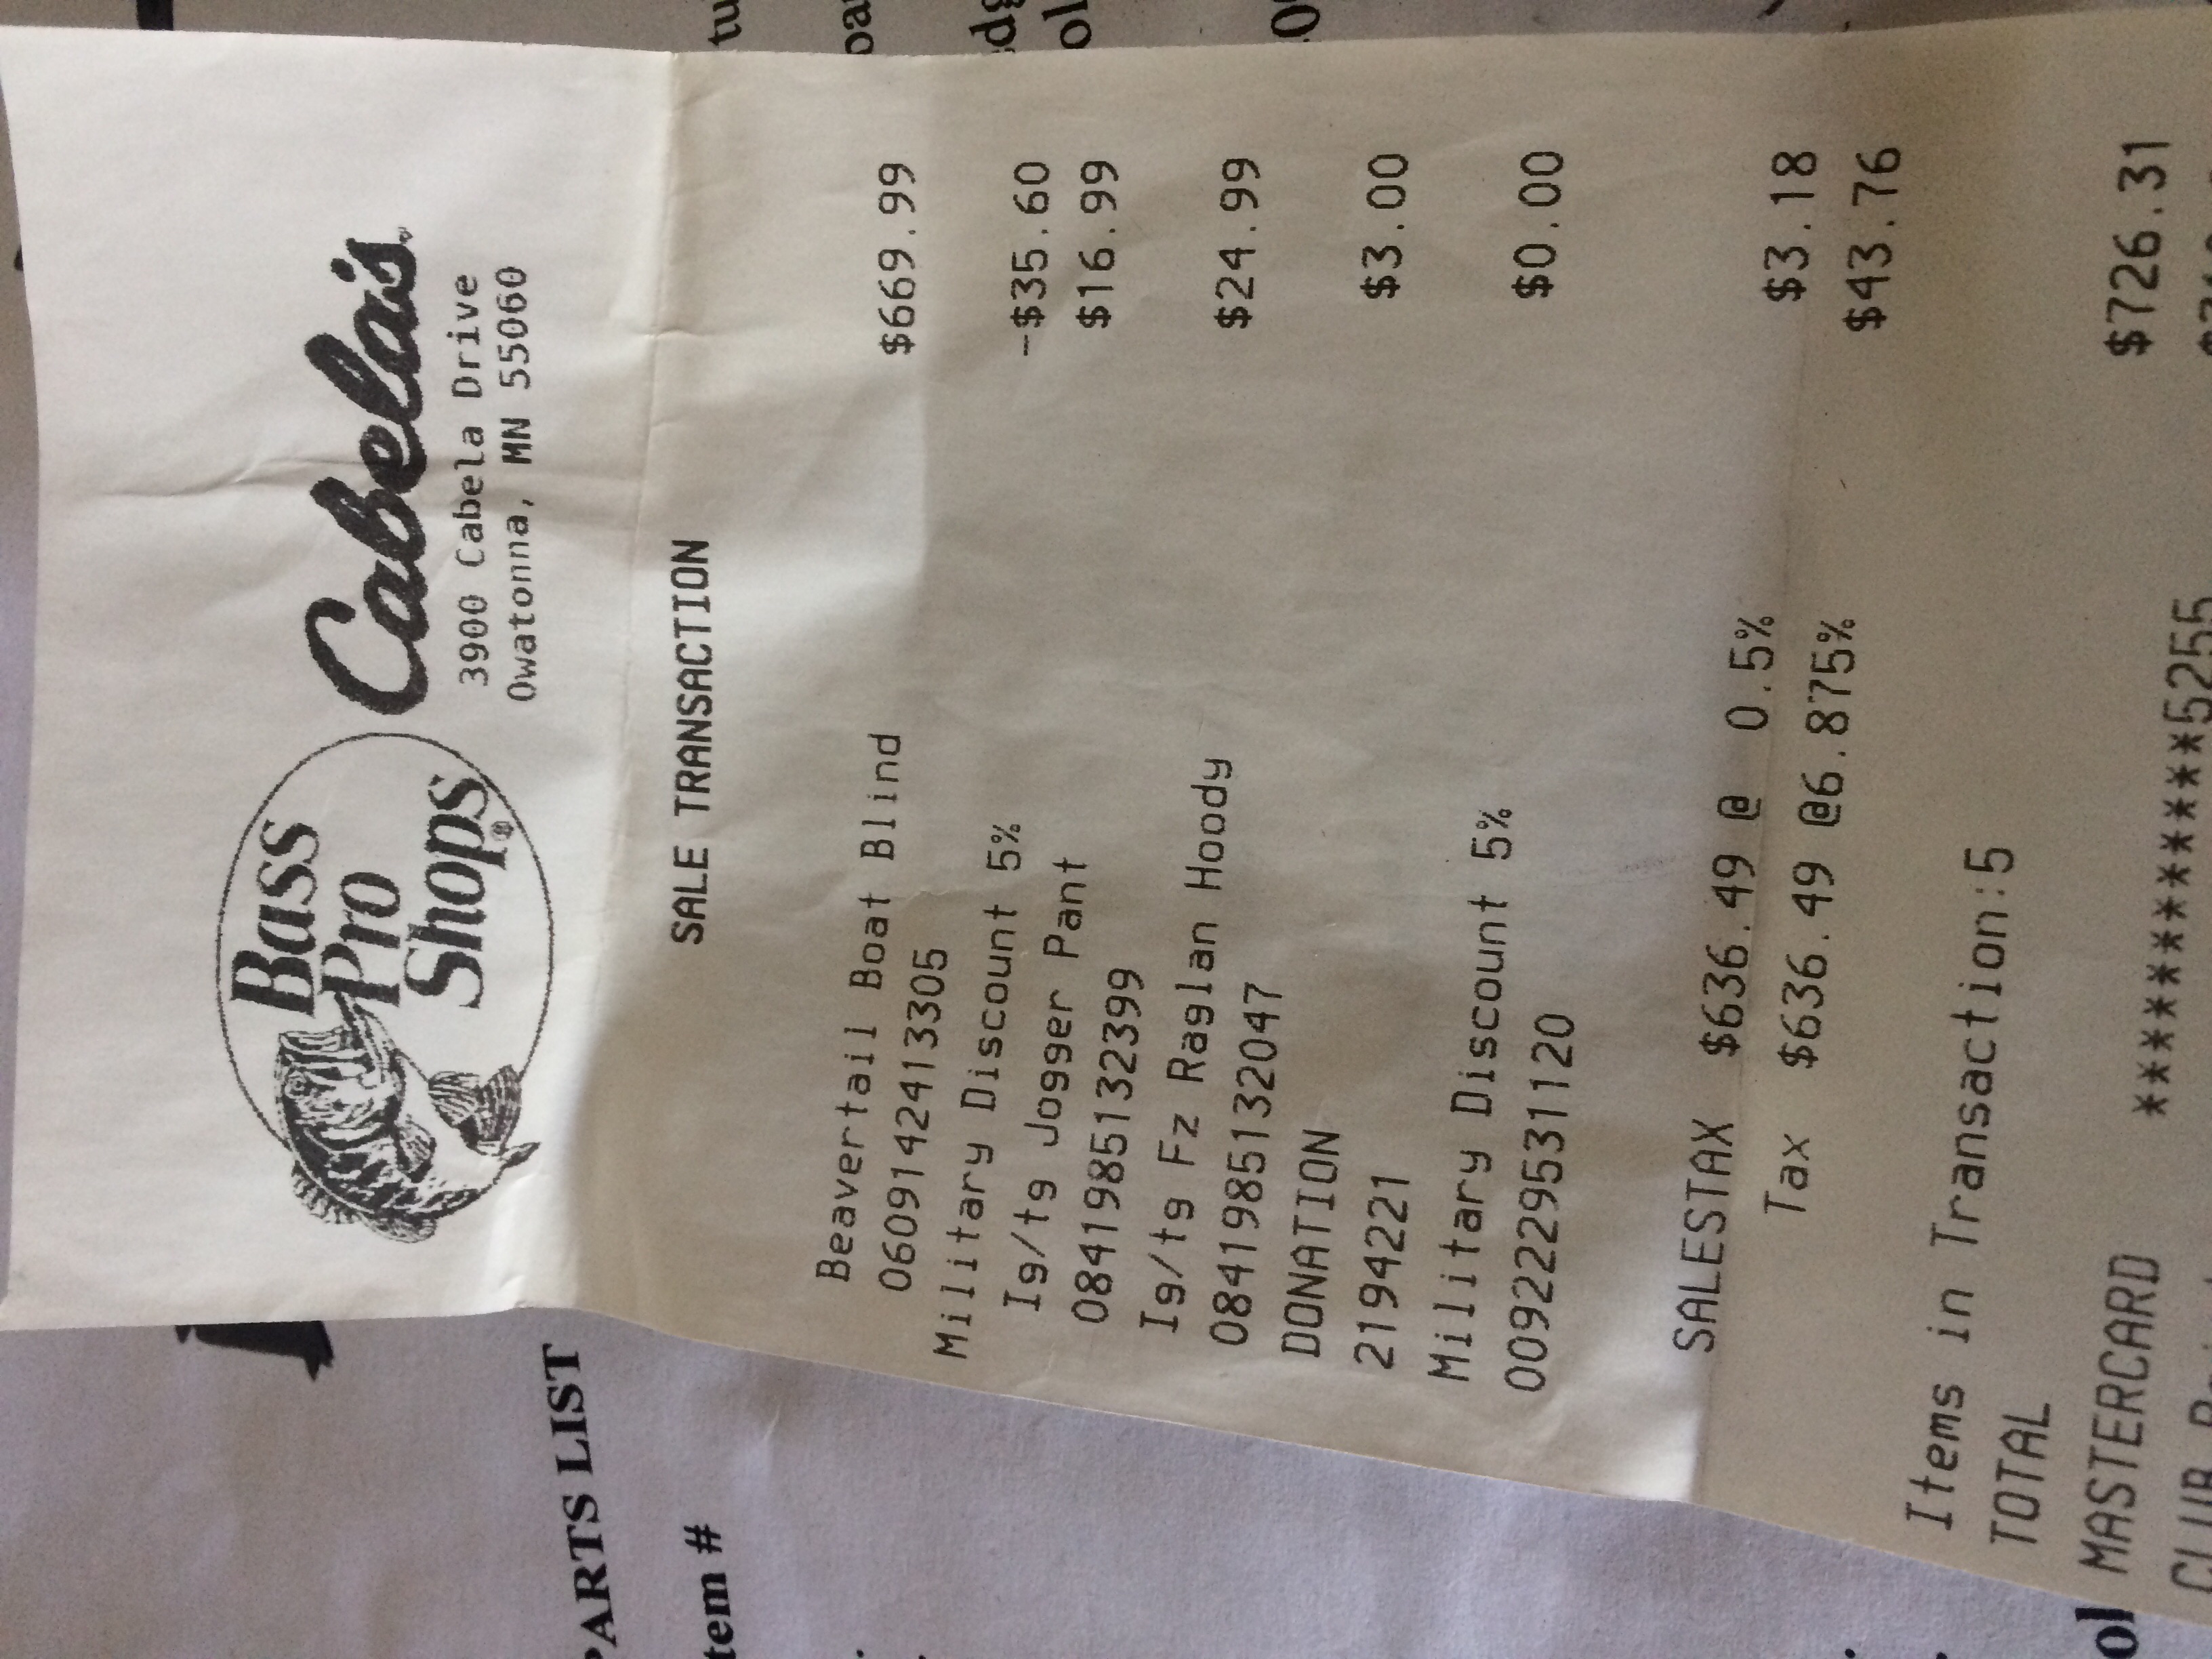 Bass
Pro
Shops®
Cabela's
3900 Cabela Drive
Owatonna, MN 55060
SALE TRANSACTION
Beavertail Boat Blind
0609142413305 $669.99
Military Discount 5% -$35.60
Ig/tg Jogger Pant $16.99
0841985132399
Ig/tg Fz Raglan Hoody $24.99
0841985132047
DONATION $3.00
2194221
Military Discount 5% $0.00
0092229531120
SALESTAX $636.49 @ 0.5% $3.18
Tax $636.49 @6.875% $43.76
Items in Transaction:5
TOTAL $726.31
MASTERCARD ************5255
CLUB
PARTS LIST
tem #